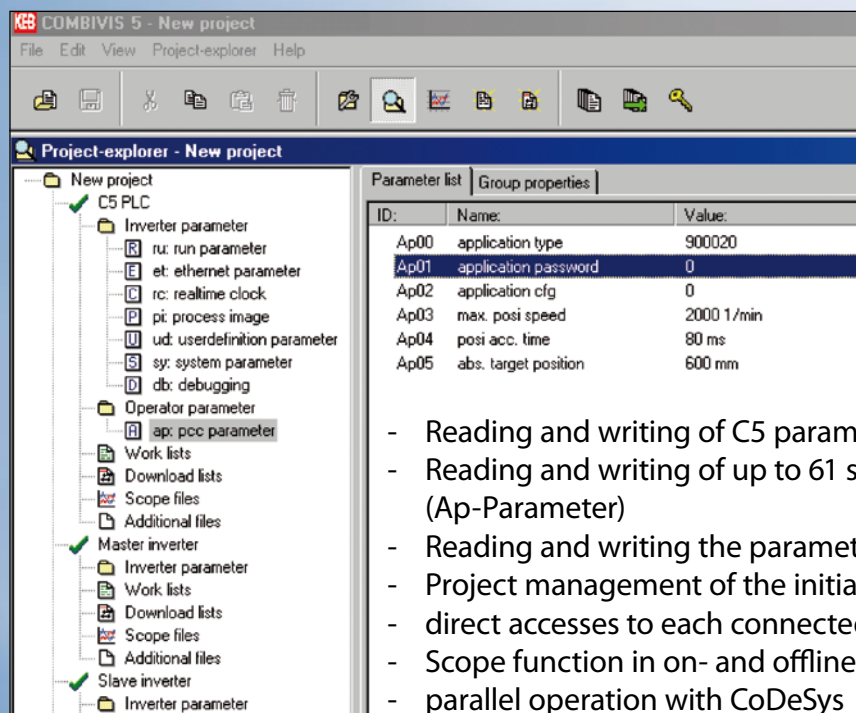 KEB COMBIVIS 5 - New project
File Edit View Project-explorer Help
Project-explorer - New project
New project
C5 PLC
Inverter parameter
R ru: run parameter
E et: ethernet parameter
C rc: realtime clock
P pi: process image
U ud: userdefinition parameter
S sy: system parameter
D db: debugging
Operator parameter
A ap: pcc parameter
Work lists
Download lists
Scope files
Additional files
Master inverter
Inverter parameter
Work lists
Download lists
Scope files
Additional files
Slave inverter
Inverter parameter
Parameter list Group properties
ID: Name: Value:
Ap00 application type 900020
Ap01 application password 0
Ap02 application cfg 0
Ap03 max. posi speed 2000 1/min
Ap04 posi acc. time 80 ms
Ap05 abs. target position 600 mm
- Reading and writing of C5 param
- Reading and writing of up to 61 s
(Ap-Parameter)
- Reading and writing the paramet
- Project management of the initia
- direct accesses to each connecte
- Scope function in on- and offline
- parallel operation with CoDeSys